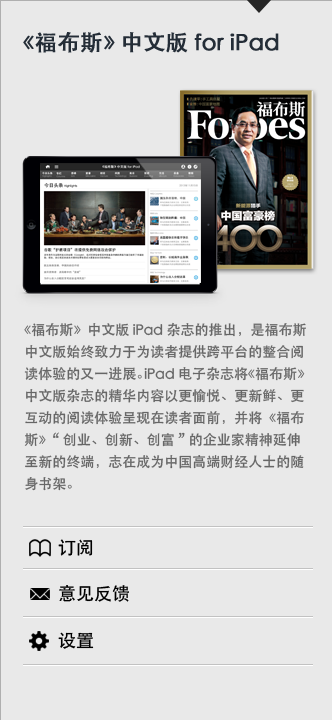 《福布斯》中文版 for iPad
福布斯
Forbes
中国富豪榜
400
《福布斯》中文版 for iPad
今日头条
《福布斯》中文版 iPad 杂志的推出，是福布斯
中文版始终致力于为读者提供跨平台的整合阅
读体验的又一进展。iPad 电子杂志将《福布斯》
中文版杂志的精华内容以更愉悦、更新鲜、更
互动的阅读体验呈现在读者面前，并将《福布
斯》“创业、创新、创富”的企业家精神延伸
至新的终端，志在成为中国高端财经人士的随
身书架。
订阅
意见反馈
设置